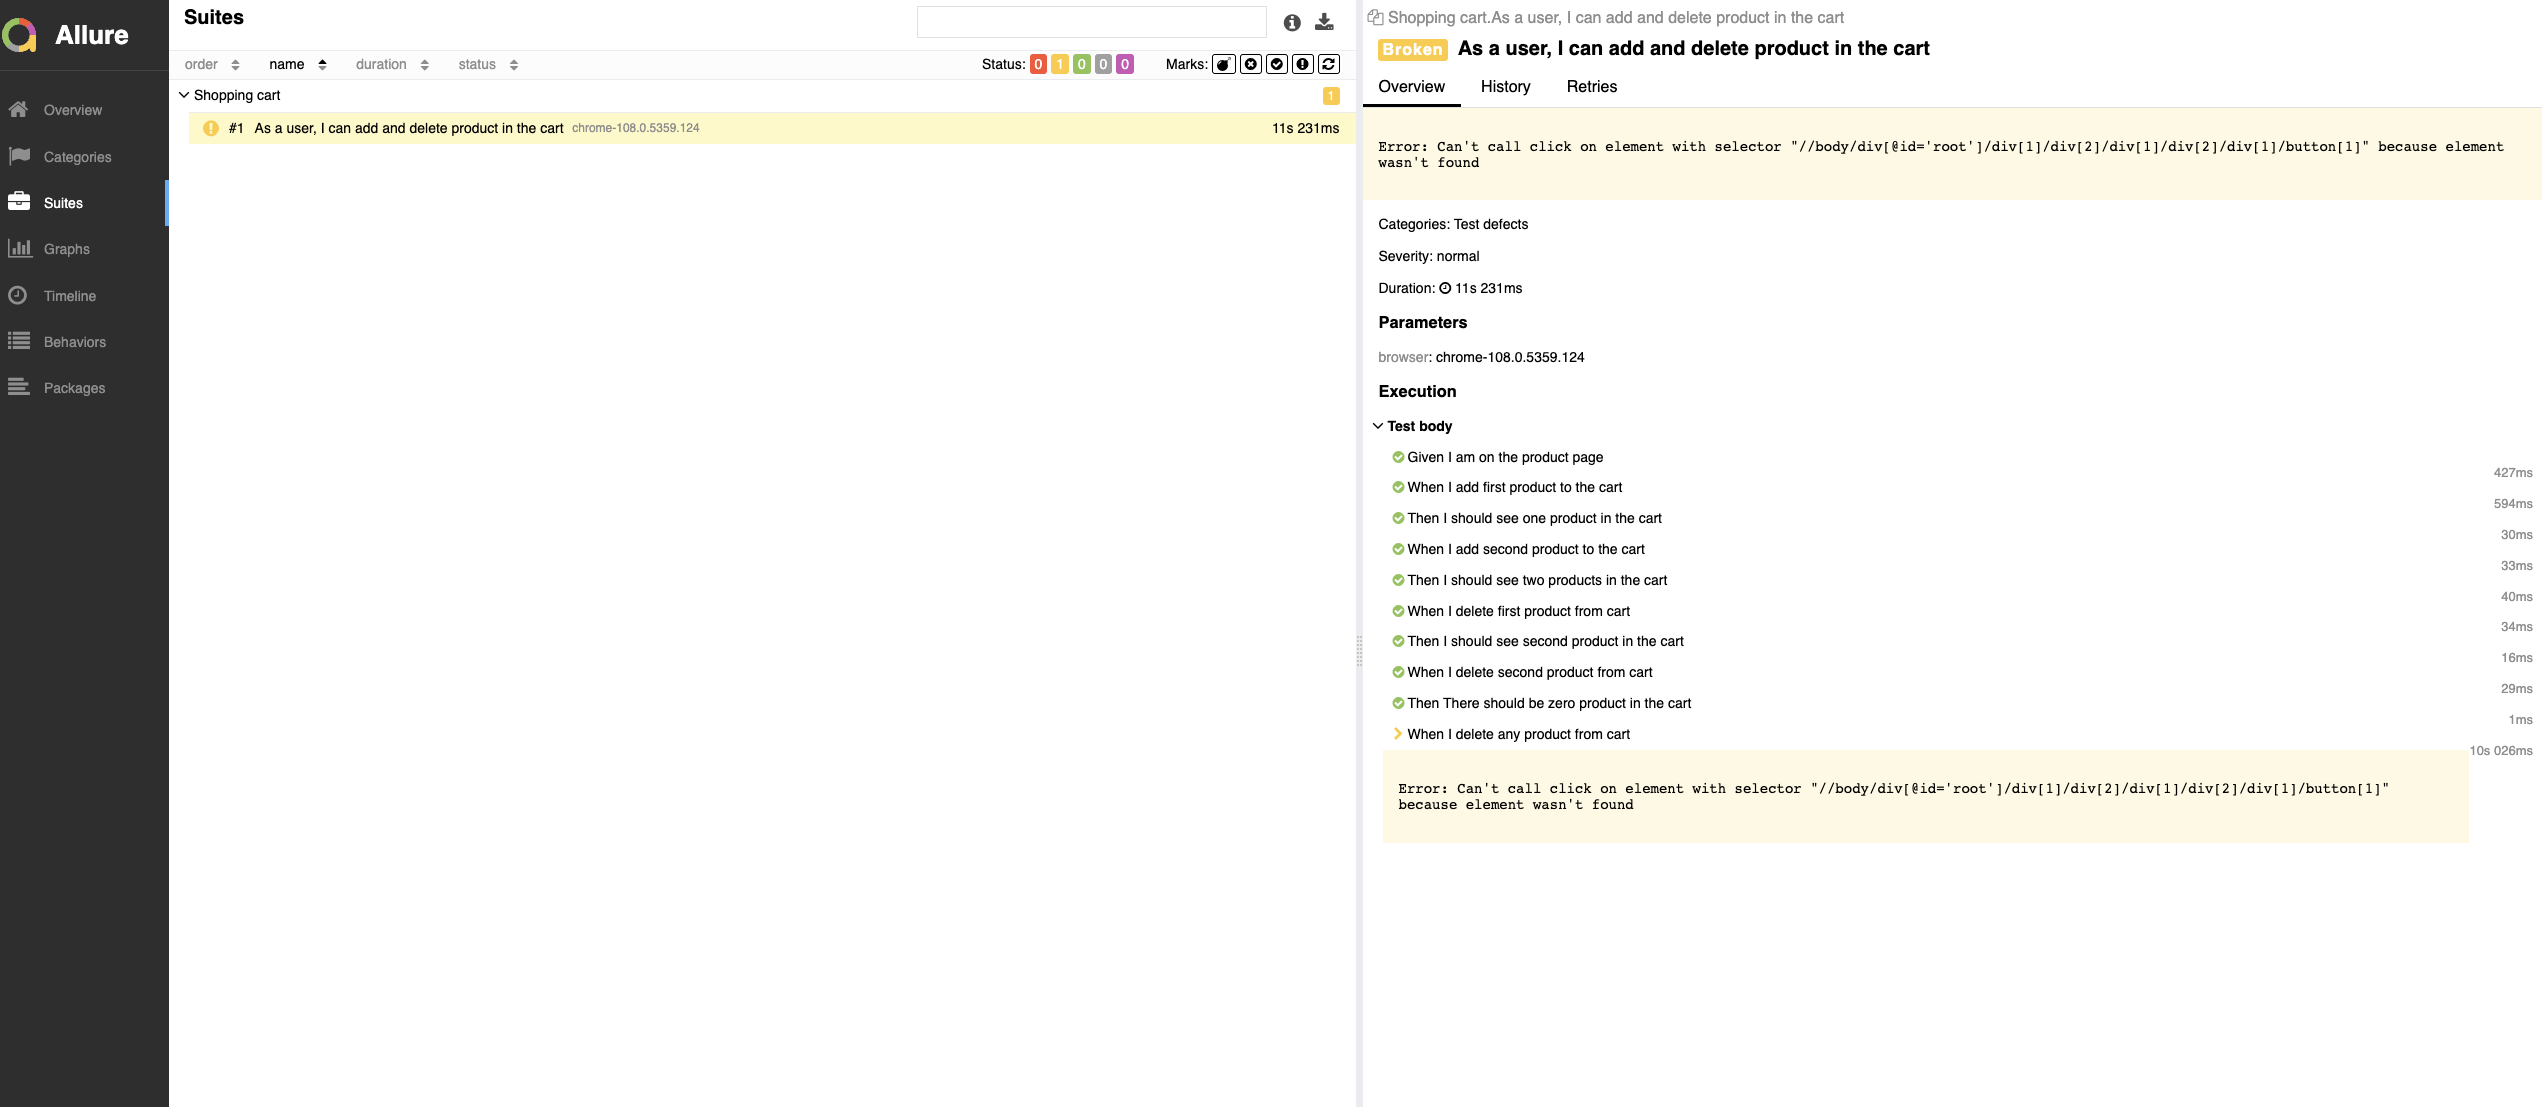 Allure
Overview
Categories
Suites
Graphs
Timeline
Behaviors
Packages
Suites
order name duration status
Status: 0 1 0 0 0 Marks:
Shopping cart 1
#1 As a user, I can add and delete product in the cart chrome-108.0.5359.124 11s 231ms
Shopping cart.As a user, I can add and delete product in the cart
Broken As a user, I can add and delete product in the cart
Overview History Retries
Error: Can't call click on element with selector "//body/div[@id='root']/div[1]/div[2]/div[1]/div[2]/div[1]/button[1]" because element
wasn't found
Categories: Test defects
Severity: normal
Duration: 11s 231ms
Parameters
browser: chrome-108.0.5359.124
Execution
Test body
Given I am on the product page
427ms
When I add first product to the cart
594ms
Then I should see one product in the cart
30ms
When I add second product to the cart
33ms
Then I should see two products in the cart
40ms
When I delete first product from cart
34ms
Then I should see second product in the cart
16ms
When I delete second product from cart
29ms
Then There should be zero product in the cart
1ms
When I delete any product from cart
10s 026ms
Error: Can't call click on element with selector "//body/div[@id='root']/div[1]/div[2]/div[1]/div[2]/div[1]/button[1]"
because element wasn't found